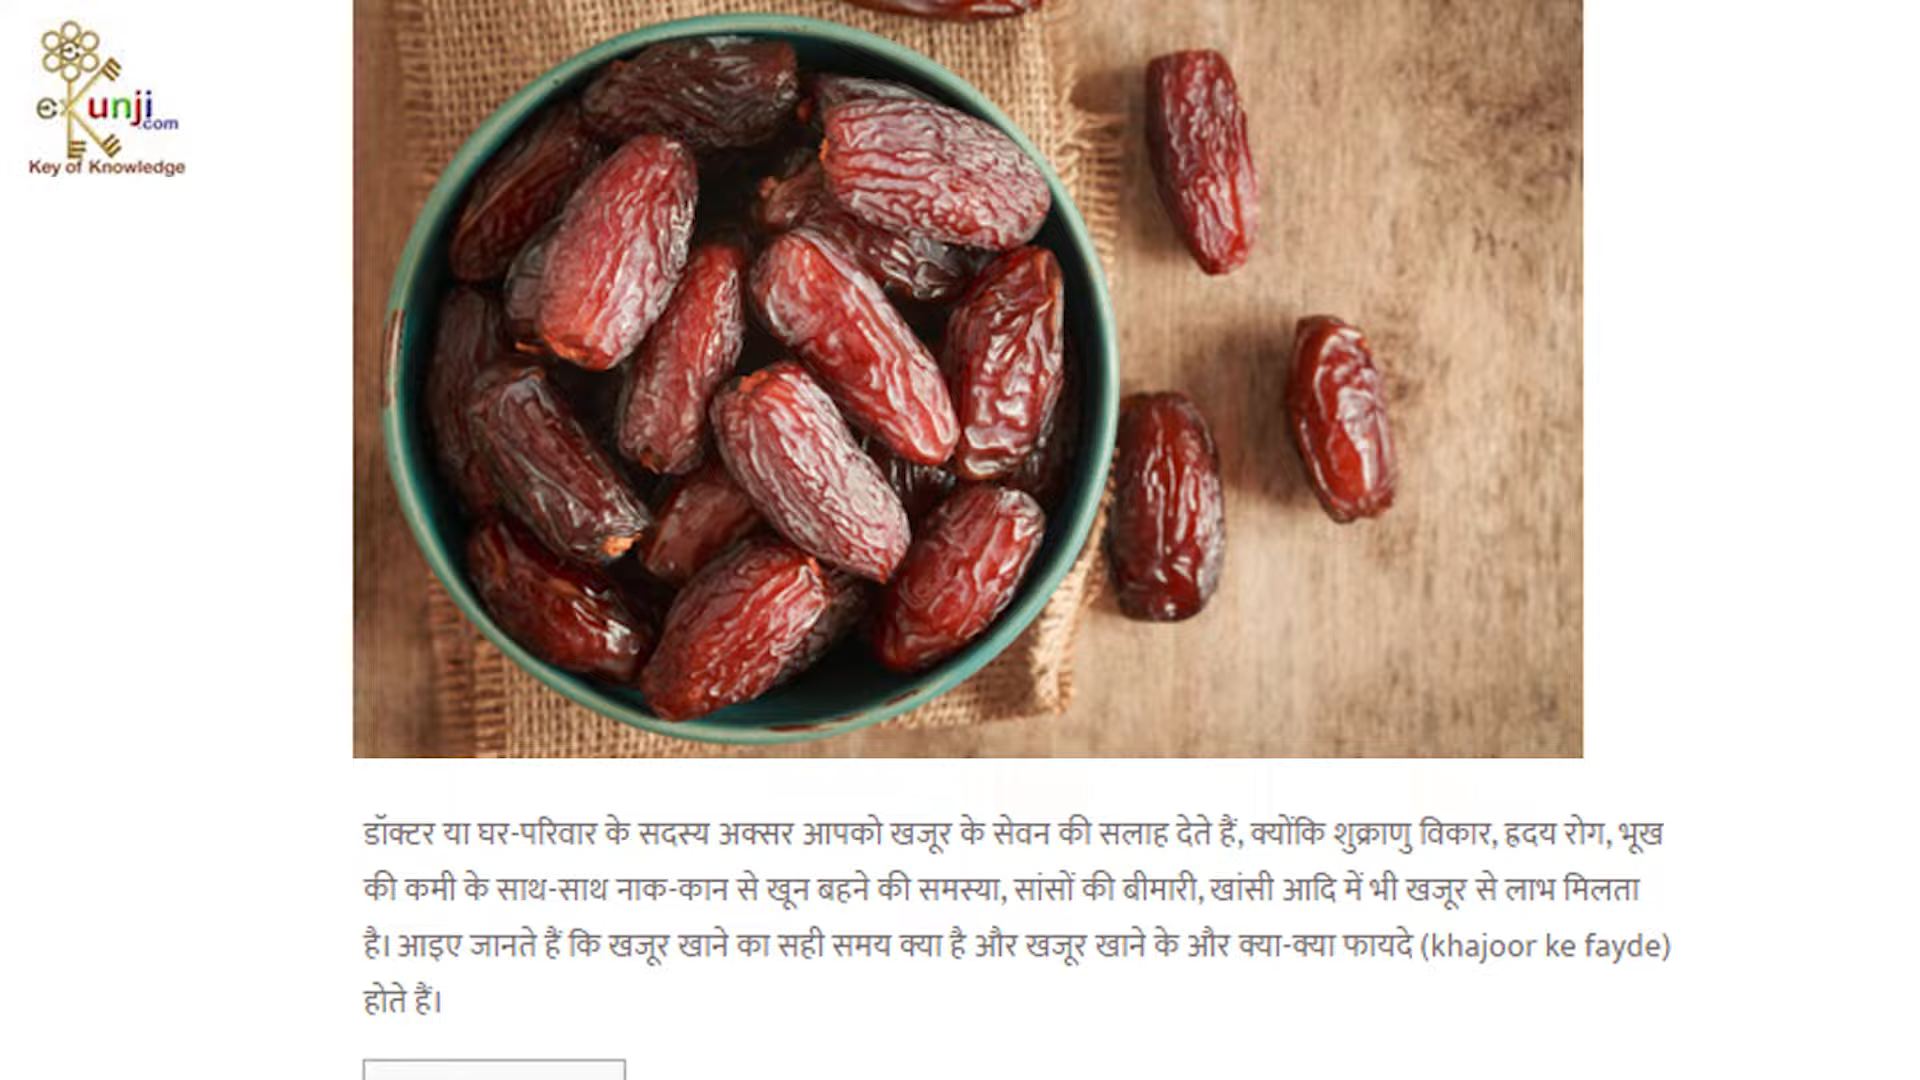 eKunji
.com
Key of Knowledge
डॉक्टर या घर-परिवार के सदस्य अक्सर आपको खजूर के सेवन की सलाह देते हैं, क्योंकि शुक्राणु विकार, ह्रदय रोग, भूख
की कमी के साथ-साथ नाक-कान से खून बहने की समस्या, सांसों की बीमारी, खांसी आदि में भी खजूर से लाभ मिलता
है। आइए जानते हैं कि खजूर खाने का सही समय क्या है और खजूर खाने के और क्या-क्या फायदे (khajoor ke fayde)
होते हैं।